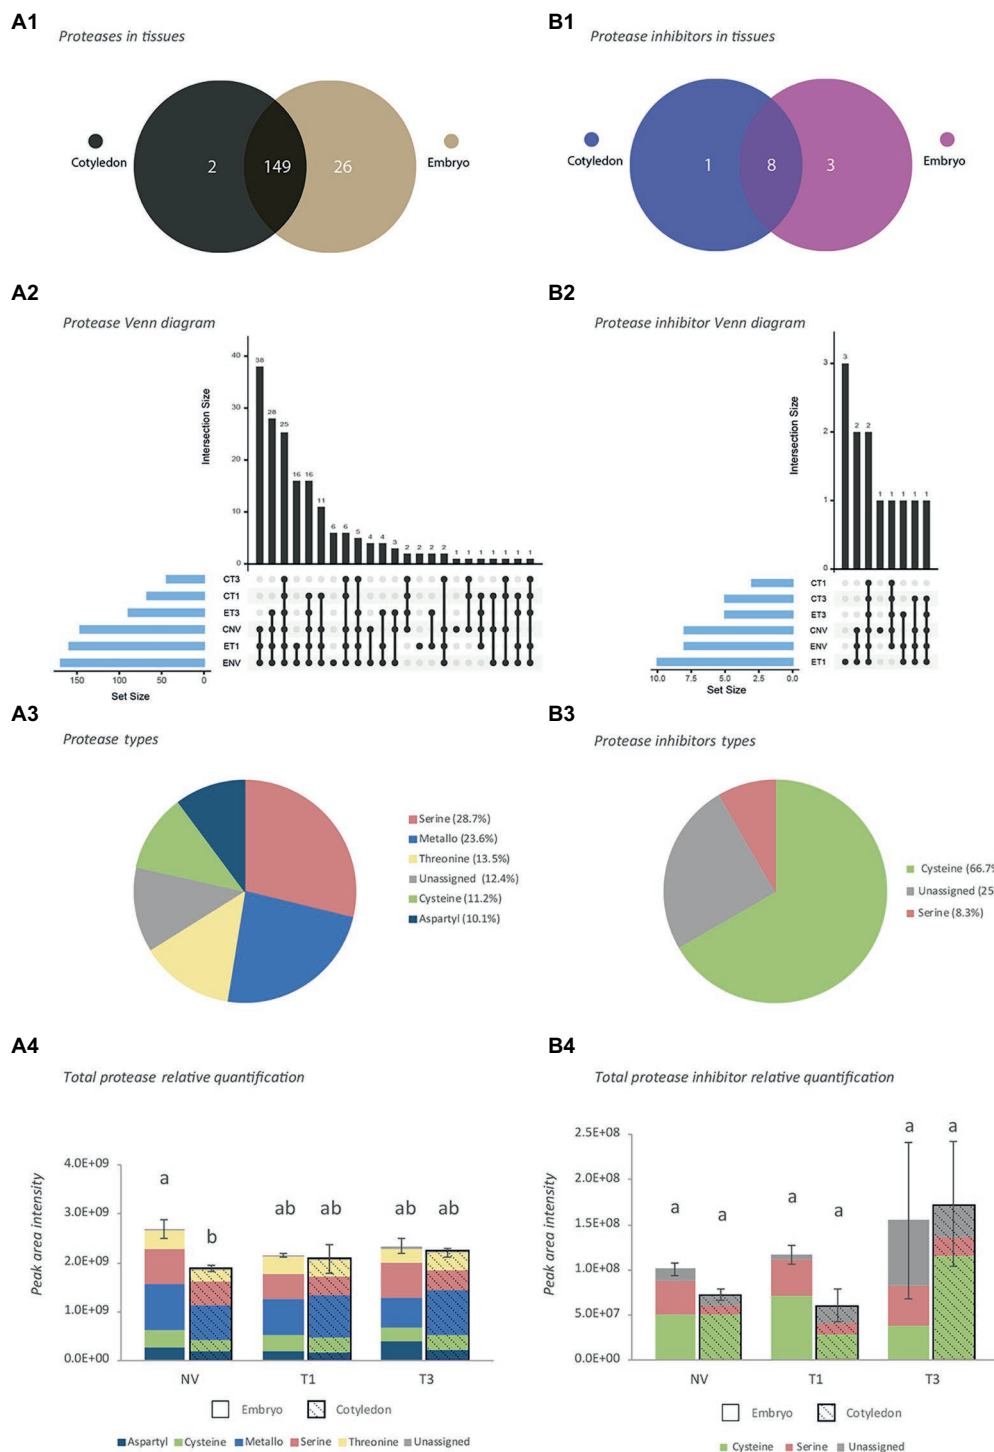 A1
Proteases in tissues
Cotyledon
2
149
26
Embryo
B1
Protease inhibitors in tissues
Cotyledon
1
8
3
Embryo
A2
Protease Venn diagram
Intersection Size
40
30
20
10
0
38
28
25
16
16
11
6
6
5
4
4
3
2
2
2
2
1
1
1
1
1
1
1
CT3
CT1
ET3
CNV
ET1
ENV
150
100
50
0
Set Size
B2
Protease inhibitor Venn diagram
Intersection Size
3
2
1
0
3
2
2
1
1
1
1
1
CT1
CT3
ET3
CNV
ENV
ET1
10.0
7.5
5.0
2.5
0.0
Set Size
A3
Protease types
Serine (28.7%)
Metallo (23.6%)
Threonine (13.5%)
Unassigned (12.4%)
Cysteine (11.2%)
Aspartyl (10.1%)
B3
Protease inhibitors types
Cysteine (66.7%
Unassigned (25
Serine (8.3%)
A4
Total protease relative quantification
Peak area intensity
4.0E+09
3.0E+09
2.0E+09
1.0E+09
0.0E+00
a
b
ab
ab
ab
ab
NV
T1
T3
Embryo
Cotyledon
Aspartyl
Cysteine
Metallo
Serine
Threonine
Unassigned
B4
Total protease inhibitor relative quantification
Peak area intensity
2.5E+08
2.0E+08
1.5E+08
1.0E+08
5.0E+07
0.0E+00
a
a
a
a
a
a
NV
T1
T3
Embryo
Cotyledon
Cysteine
Serine
Unassigned